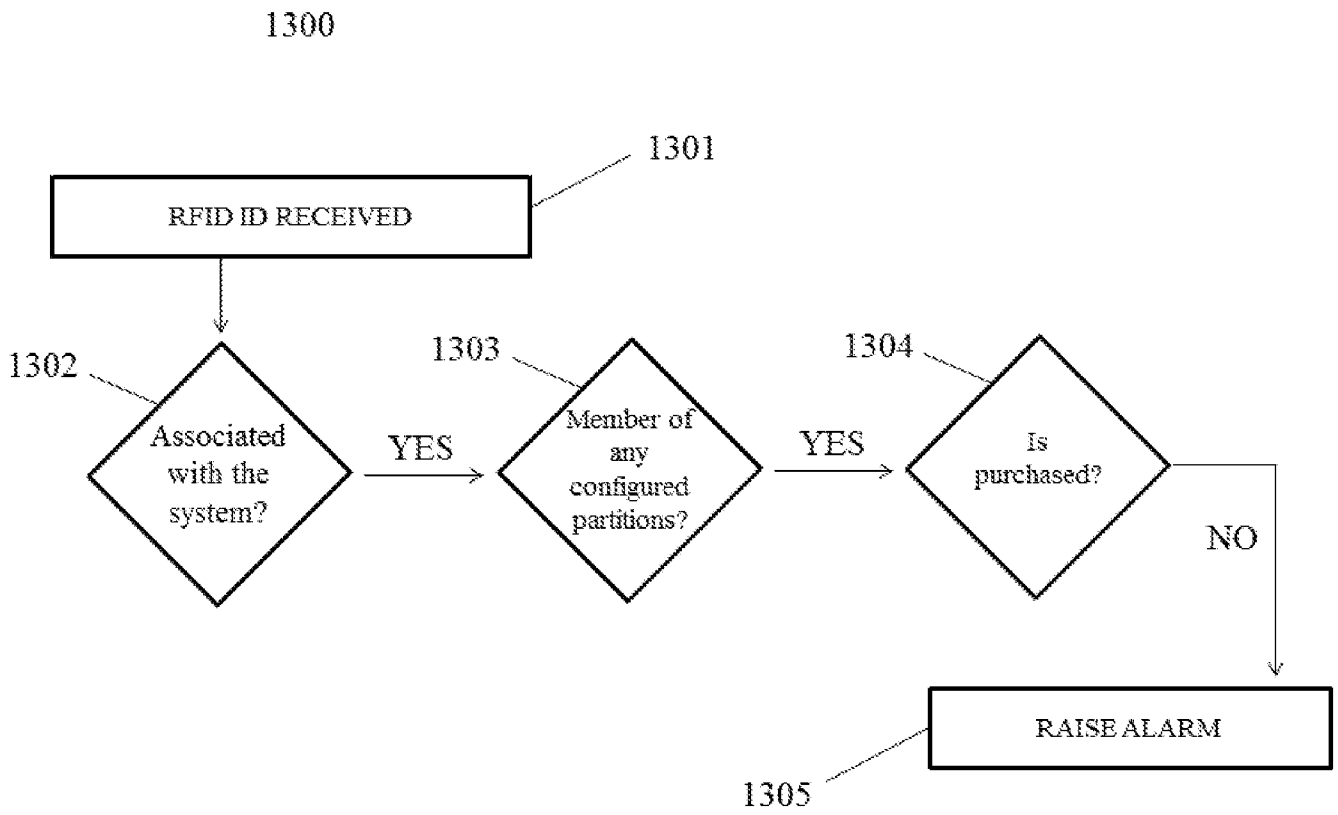 1300
1301
RFID ID RECEIVED
1302
1303
1304
Associated
with the
system?
YES
Member of
any
configured
partitions?
YES
Is
purchased?
NO
RAISE ALARM
1305